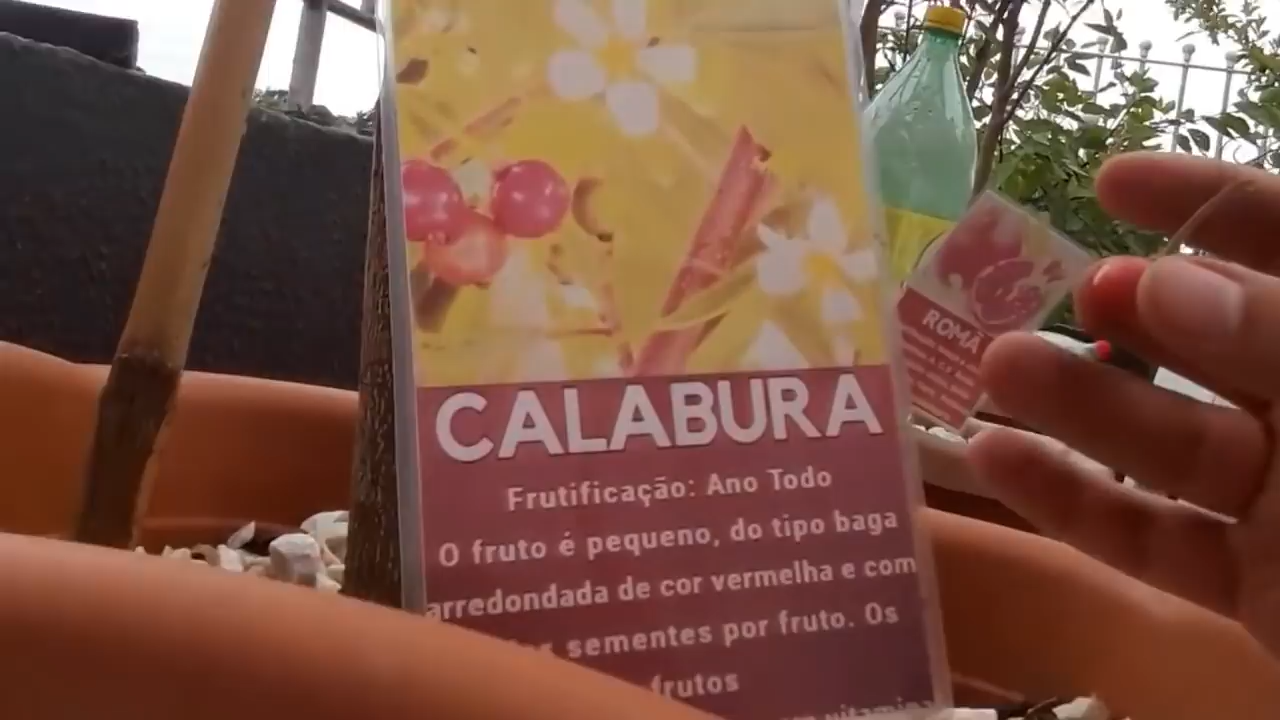 CALABURA
Frutificação: Ano Todo
O fruto é pequeno, do tipo baga
arredondada de cor vermelha e com
sementes por fruto. Os
frutos
vitamina
ROMÃ